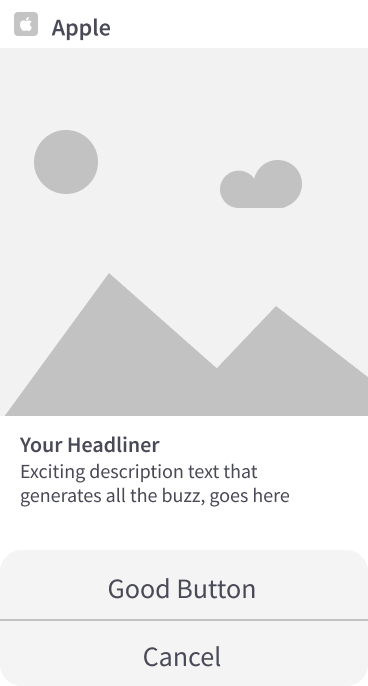 Apple
Your Headliner
Exciting description text that
generates all the buzz, goes here
Good Button
Cancel